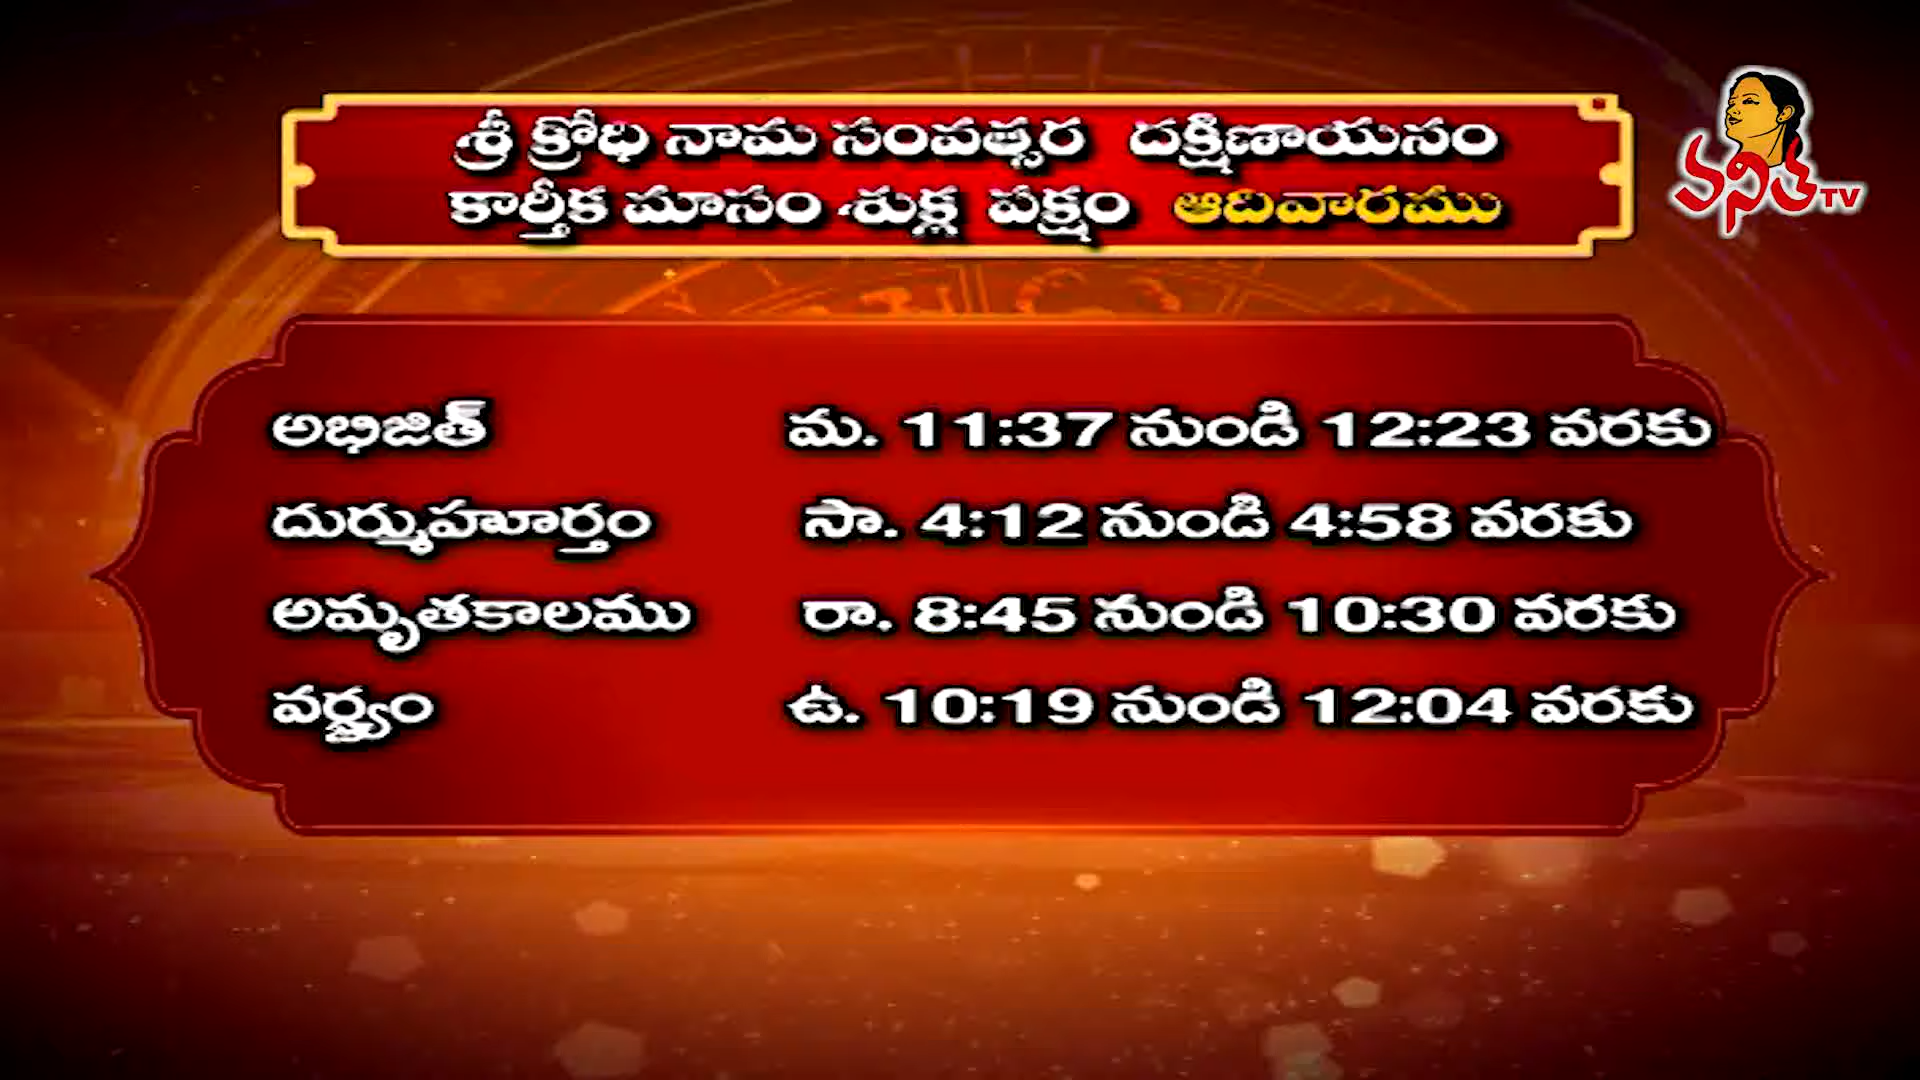 శ్రీ క్రోధి నామ సంవత్సర దక్షిణాయనం
కార్తీక మాసం శుక్ల పక్షం ఆదివారము
వనిత TV
అభిజిత్ మ. 11:37 నుండి 12:23 వరకు
దుర్ముహూర్తం సా. 4:12 నుండి 4:58 వరకు
అమృతకాలము రా. 8:45 నుండి 10:30 వరకు
వర్జ్యం ఉ. 10:19 నుండి 12:04 వరకు